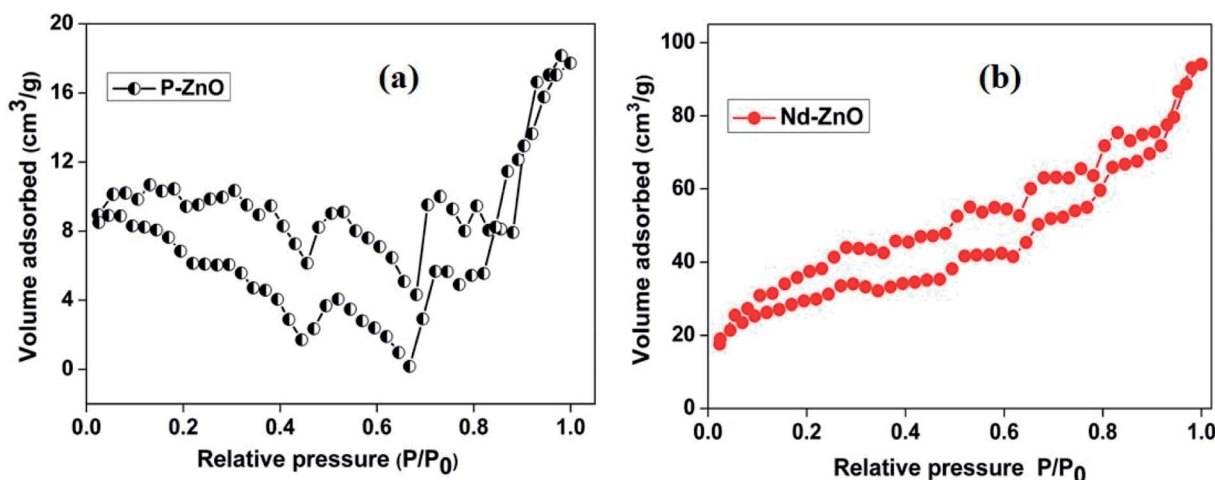 20
16
12
8
4
0
Volume adsorbed (cm³/g)
P-ZnO
(a)
0.0 0.2 0.4 0.6 0.8 1.0
Relative pressure (P/P₀)
100
80
60
40
20
0
Volume adsorbed (cm³/g)
Nd-ZnO
(b)
0.0 0.2 0.4 0.6 0.8 1.0
Relative pressure P/P₀